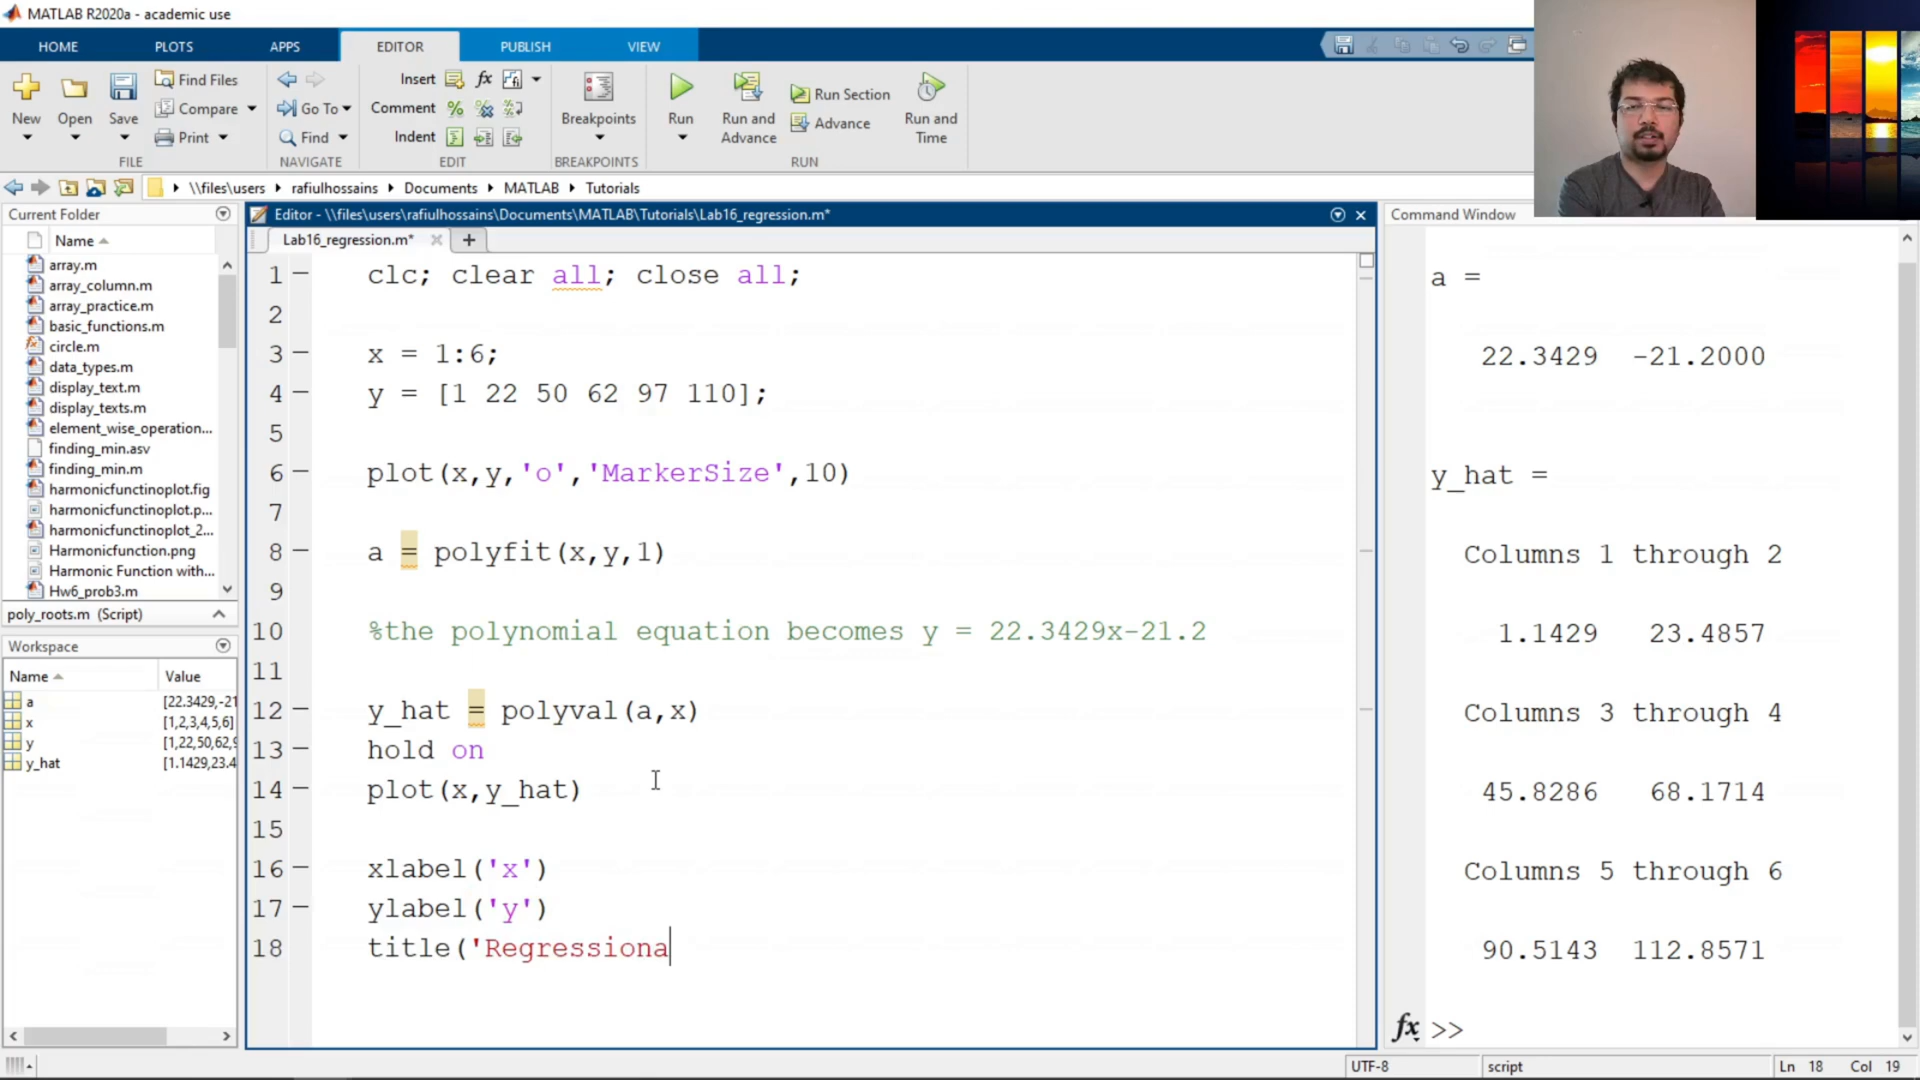 MATLAB R2020a - academic use
HOME PLOTS APPS EDITOR PUBLISH VIEW
New
Open
Save
Find Files
Compare
Print
FILE
Go To
Find
NAVIGATE
Insert
Comment
Indent
EDIT
Breakpoints
BREAKPOINTS
Run
Run and Advance
Run Section
Advance
Run and Time
RUN
\\files\users rafiulhossains Documents MATLAB Tutorials
Current Folder
Name
array.m
array_column.m
array_practice.m
basic_functions.m
circle.m
data_types.m
display_text.m
display_texts.m
element_wise_operation...
finding_min.asv
finding_min.m
harmonicfunctinoplot.fig
harmonicfunctinoplot.p...
harmonicfunctinoplot_2...
Harmonicfunction.png
Harmonic Function with...
Hw6_prob3.m
poly_roots.m (Script)
Workspace
Name Value
a [22.3429,-21
x [1,2,3,4,5,6]
y [1,22,50,62,9
y_hat [1.1429,23.4
Editor - \\files\users\rafiulhossains\Documents\MATLAB\Tutorials\Lab16_regression.m*
Lab16_regression.m*
1 clc; clear all; close all;
2
3 x = 1:6;
4 y = [1 22 50 62 97 110];
5
6 plot(x,y,'o','MarkerSize',10)
7
8 a = polyfit(x,y,1)
9
10 %the polynomial equation becomes y = 22.3429x-21.2
11
12 y_hat = polyval(a,x)
13 hold on
14 plot(x,y_hat)
15
16 xlabel('x')
17 ylabel('y')
18 title('Regressiona
Command Window
a =
22.3429 -21.2000
y_hat =
Columns 1 through 2
1.1429 23.4857
Columns 3 through 4
45.8286 68.1714
Columns 5 through 6
90.5143 112.8571
fx >>
UTF-8 script Ln 18 Col 19